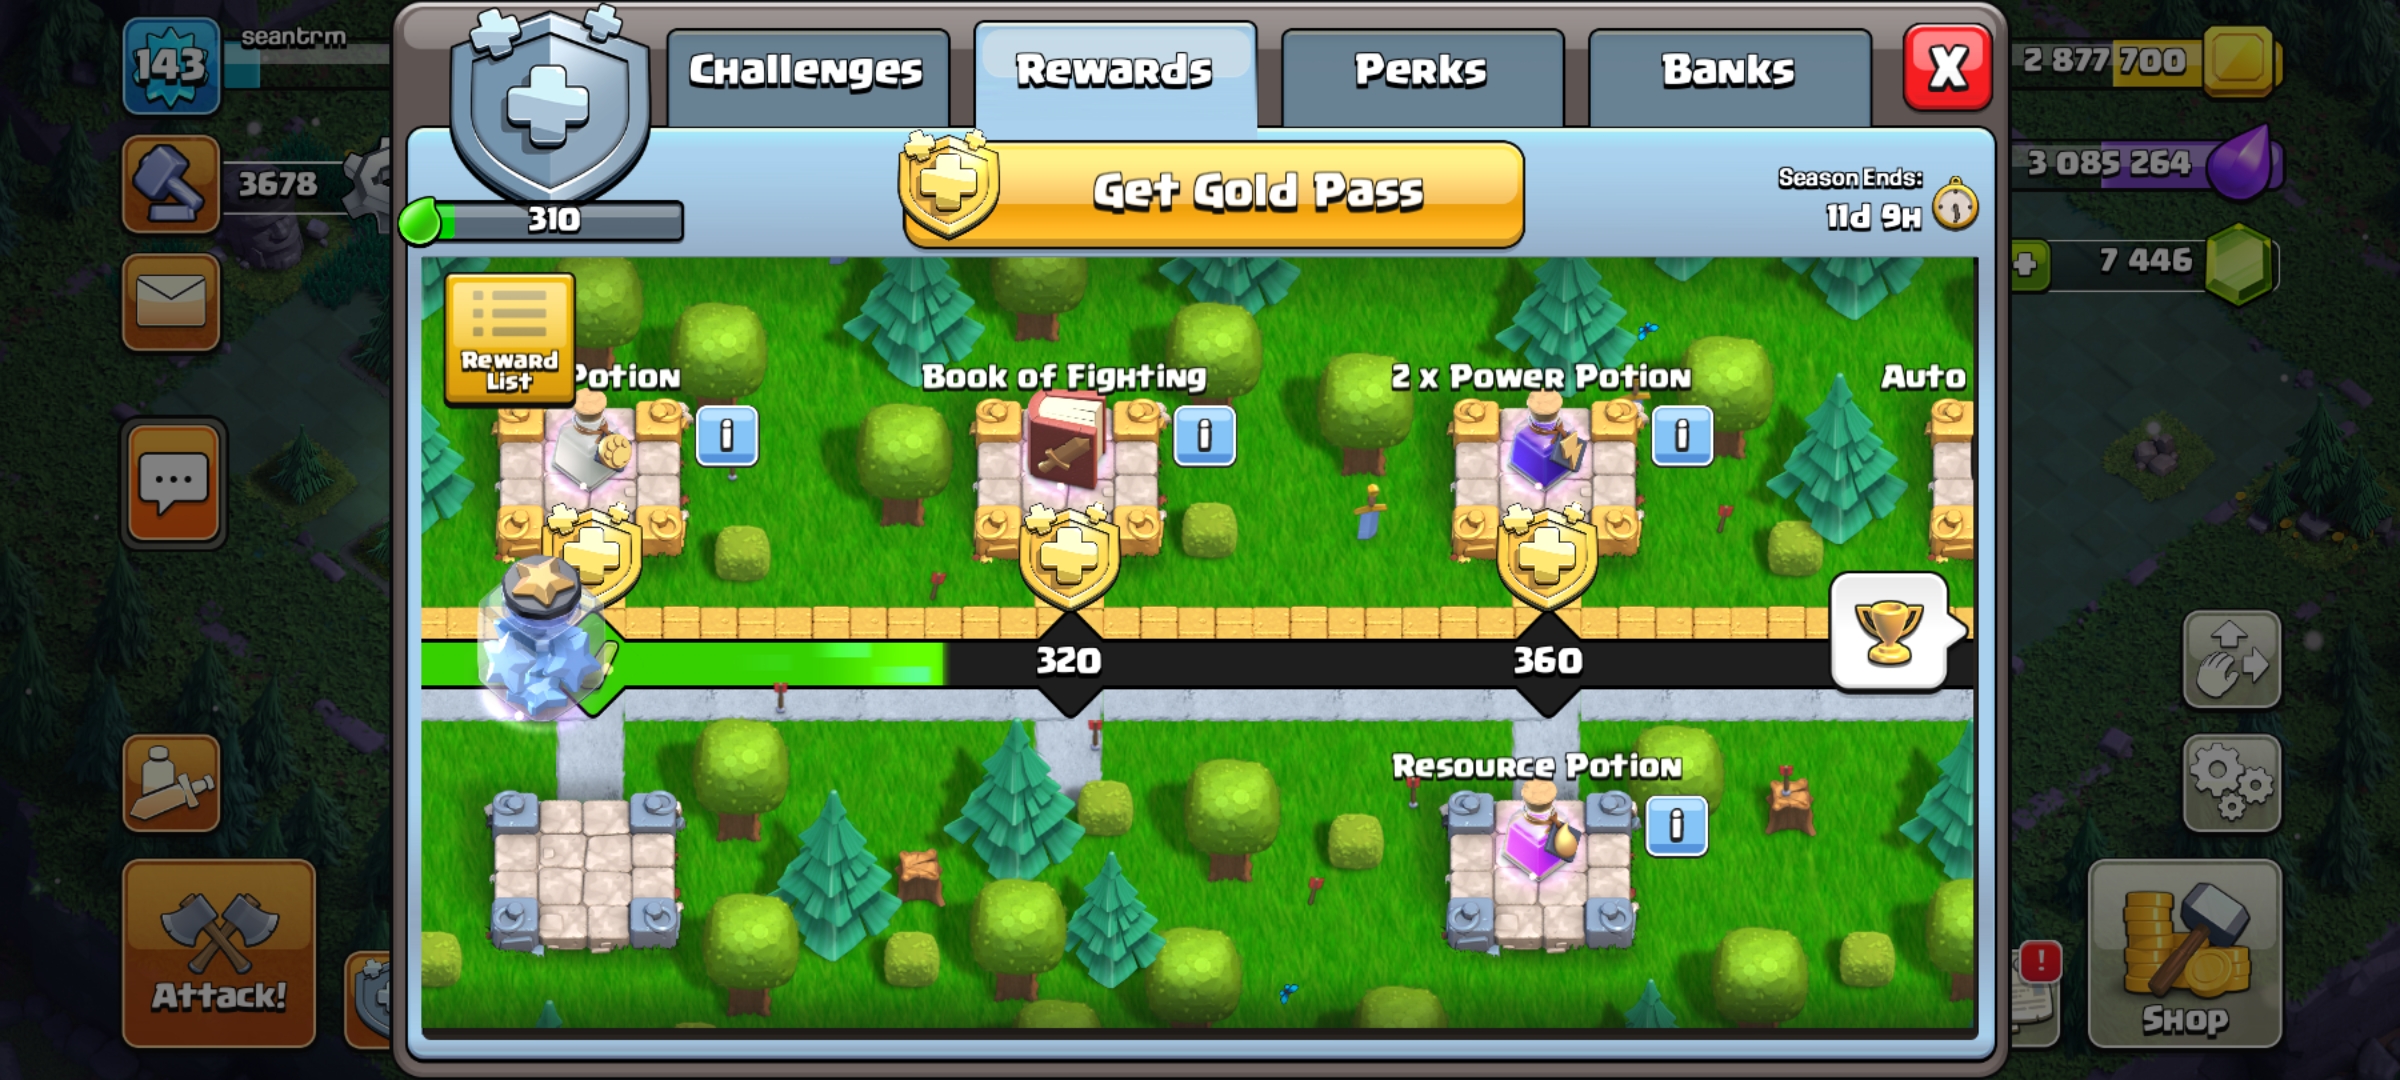 143
seantrm
Challenges
Rewards
Perks
Banks
X
2 877 700
3678
310
Get Gold Pass
Season Ends:
11d 9h
3 085 264
7 446
Reward
List
Potion
Book of Fighting
2 x Power Potion
Auto
i
i
i
320
360
Resource Potion
i
Attack!
!
Shop